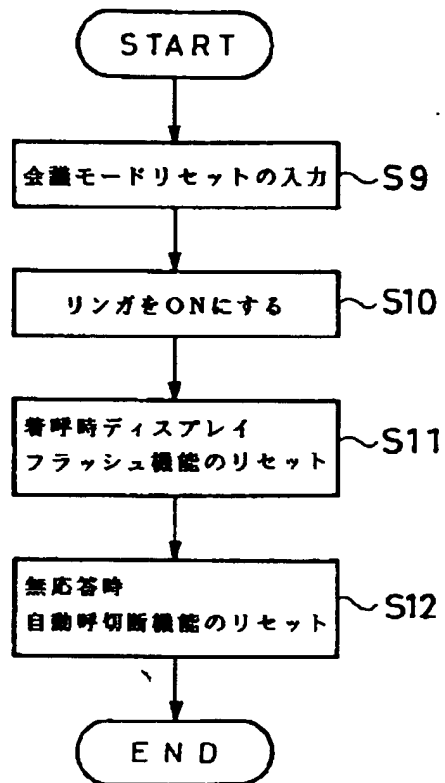 START
会議モードリセットの入力 S9
リンガをONにする S10
着呼時ディスプレイ
フラッシュ機能のリセット S11
無応答時
自動呼切断機能のリセット S12
END